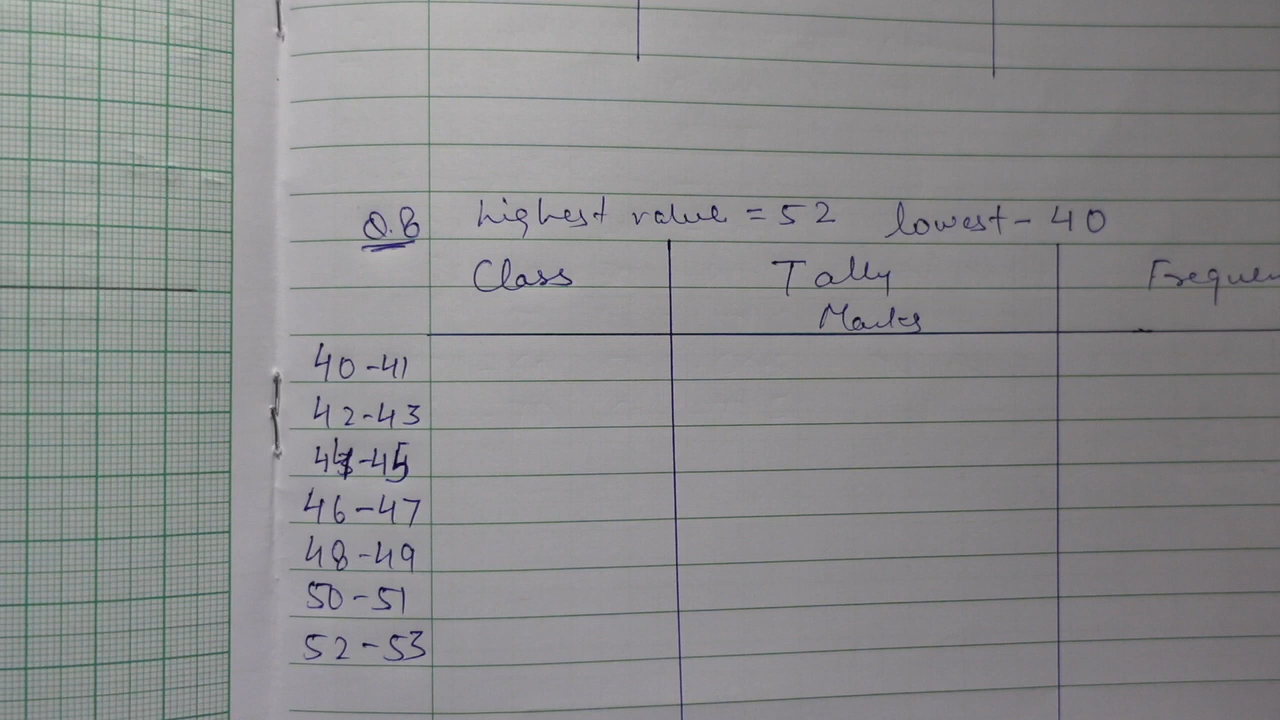 Q.8 highest value = 52 lowest - 40
Class Tally
Marks
40-41
42-43
44-45
46-47
48-49
50-51
52-53